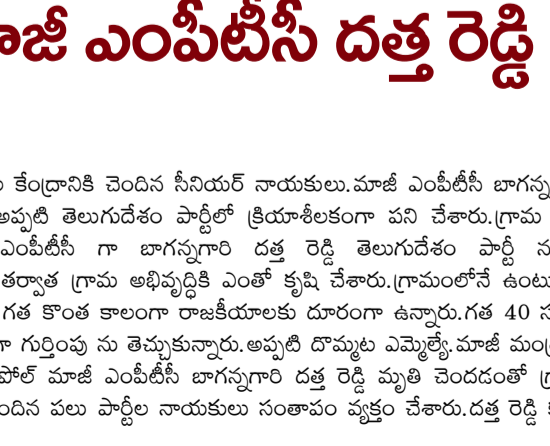 మాజీ ఎంపీటీసీ దత్త రెడ్డి
కేంద్రానికి చెందిన సీనియర్ నాయకులు.మాజీ ఎంపీటీసీ బాగన్న
అప్పటి తెలుగుదేశం పార్టీలో క్రియాశీలకంగా పని చేశారు.గ్రామ
ఎంపీటీసీ గా బాగన్నగారి దత్త రెడ్డి తెలుగుదేశం పార్టీ
తర్వాత గ్రామ అభివృద్ధికి ఎంతో కృషి చేశారు.గ్రామంలోనే ఉంటు
గత కొంత కాలంగా రాజకీయాలకు దూరంగా ఉన్నారు.గత 40
గుర్తింపు ను తెచ్చుకున్నారు.అప్పటి దొమ్మట ఎమ్మెల్యే.మాజీ
పోల్ మాజీ ఎంపీటీసీ బాగన్నగారి దత్త రెడ్డి మృతి చెందడంతో
ందిన పలు పార్టీల నాయకులు సంతాపం వ్యక్తం చేశారు.దత్త రెడ్డి